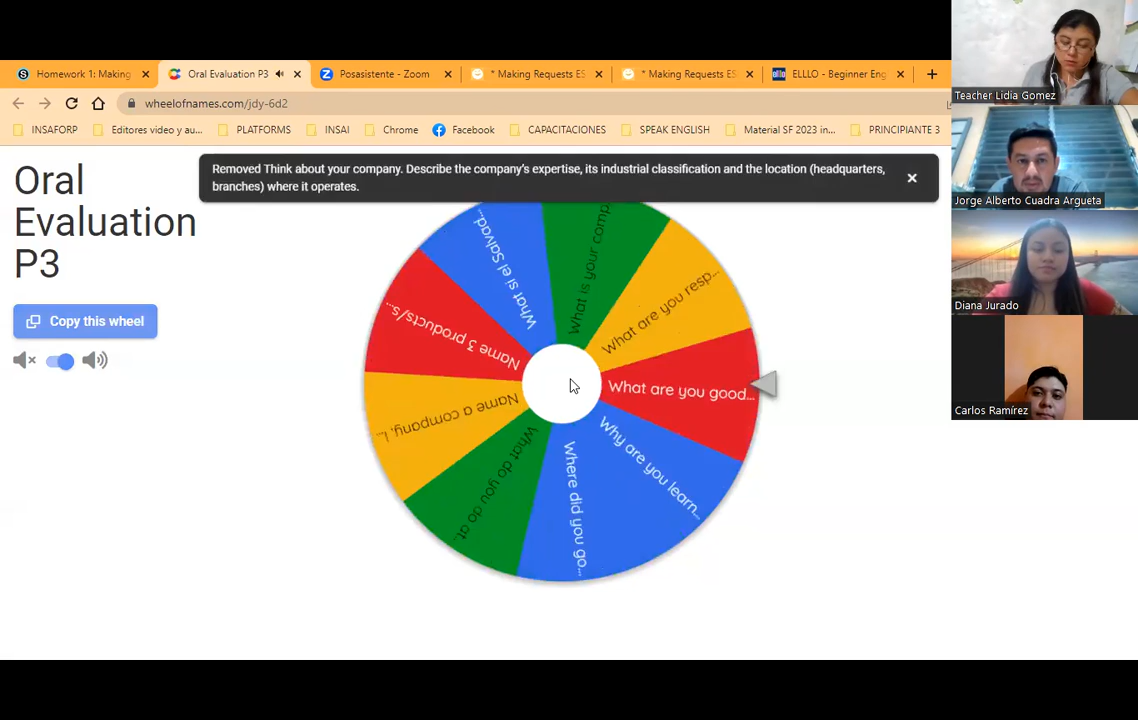 Homework 1: Making
Oral Evaluation P3
Posasistente - Zoom
* Making Requests ES
* Making Requests ES
ELLLO - Beginner Eng
wheelofnames.com/jdy-6d2
INSAFORP
Editores video y au...
PLATFORMS
INSAI
Chrome
Facebook
CAPACITACIONES
SPEAK ENGLISH
Material SF 2023 in...
PRINCIPIANTE 3
Oral
Evaluation
P3
Removed Think about your company. Describe the company's expertise, its industrial classification and the location (headquarters,
branches) where it operates.
Copy this wheel
What si el Salvad...
What is your comp
What are you resp...
What are you good...
Why are you learn...
Where did you go...
What do you do at.
Name a company, l...
Name 3 products/s...
Teacher Lidia Gomez
Jorge Alberto Cuadra Argueta
Diana Jurado
Carlos Ramírez